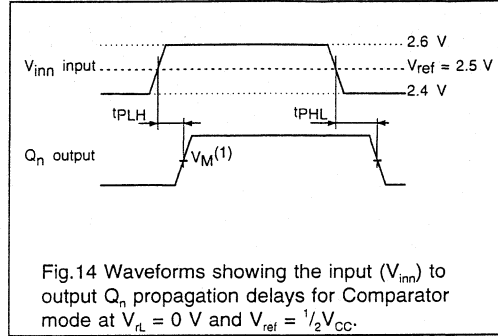 2.6 V
V_inn input
V_ref = 2.5 V
2.4 V
t_PLH
t_PHL
Q_n output
V_M(1)
Fig.14 Waveforms showing the input (V_inn) to
output Q_n propagation delays for Comparator
mode at V_rL = 0 V and V_ref = 1/2V_CC.